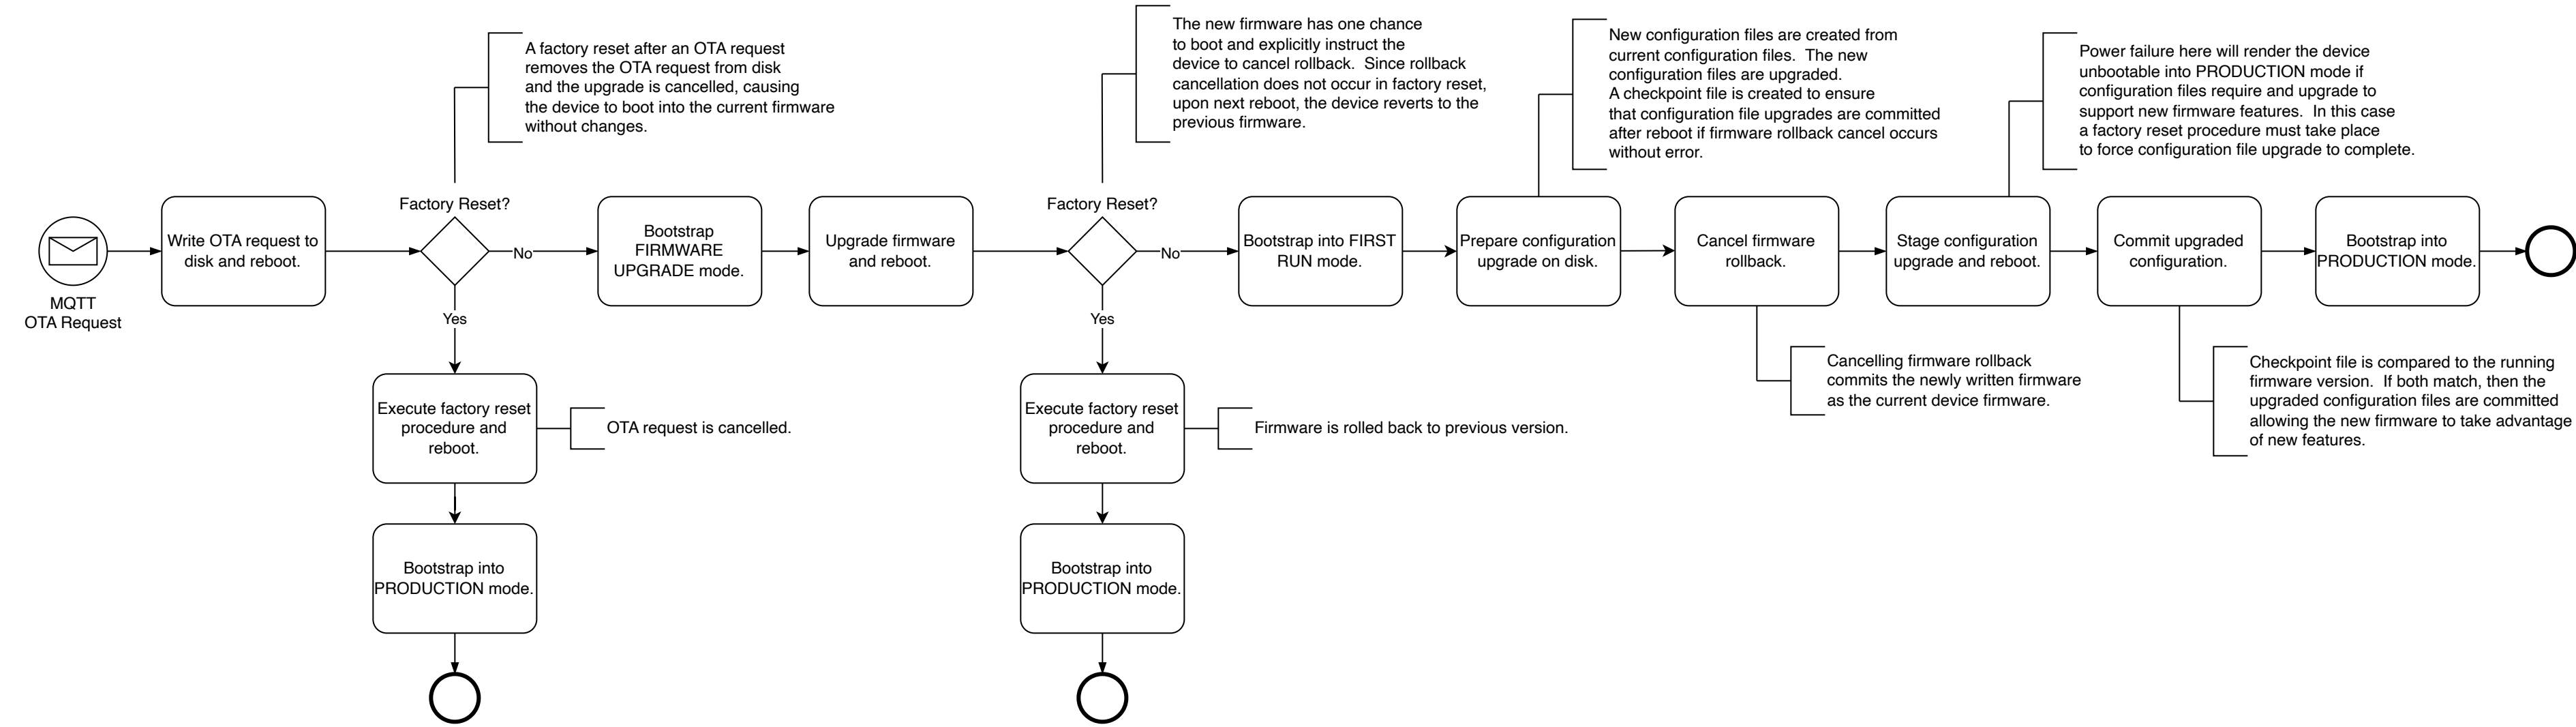 A factory reset after an OTA request
removes the OTA request from disk
and the upgrade is cancelled, causing
the device to boot into the current firmware
without changes.
The new firmware has one chance
to boot and explicitly instruct the
device to cancel rollback.  Since rollback
cancellation does not occur in factory reset,
upon next reboot, the device reverts to the
previous firmware.
New configuration files are created from
current configuration files.  The new
configuration files are upgraded.
A checkpoint file is created to ensure
that configuration file upgrades are committed
after reboot if firmware rollback cancel occurs
without error.
Power failure here will render the device
unbootable into PRODUCTION mode if
configuration files require and upgrade to
support new firmware features.  In this case
a factory reset procedure must take place
to force configuration file upgrade to complete.
MQTT
OTA Request
Write OTA request to
disk and reboot.
Factory Reset?
No
Yes
Bootstrap
FIRMWARE
UPGRADE mode.
Upgrade firmware
and reboot.
Factory Reset?
No
Yes
Bootstrap into FIRST
RUN mode.
Prepare configuration
upgrade on disk.
Cancel firmware
rollback.
Stage configuration
upgrade and reboot.
Commit upgraded
configuration.
Bootstrap into
PRODUCTION mode.
Execute factory reset
procedure and
reboot.
OTA request is cancelled.
Execute factory reset
procedure and
reboot.
Firmware is rolled back to previous version.
Cancelling firmware rollback
commits the newly written firmware
as the current device firmware.
Checkpoint file is compared to the running
firmware version.  If both match, then the
upgraded configuration files are committed
allowing the new firmware to take advantage
of new features.
Bootstrap into
PRODUCTION mode.
Bootstrap into
PRODUCTION mode.